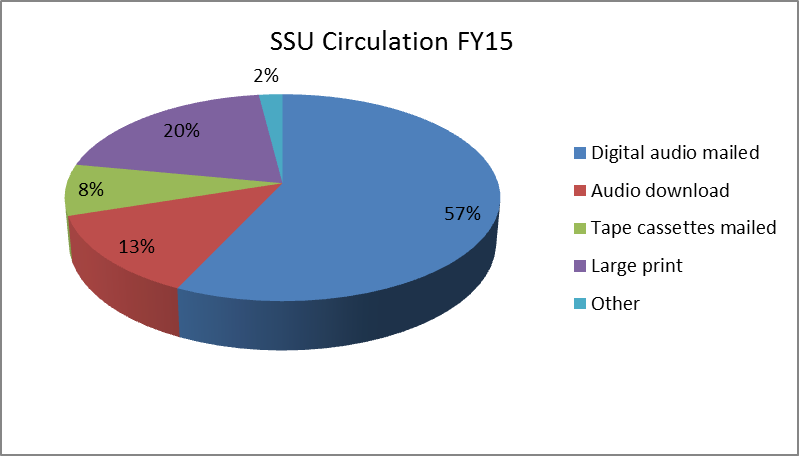 SSU Circulation FY15
2%
20%
8%
57%
13%
Digital audio mailed
Audio download
Tape cassettes mailed
Large print
Other